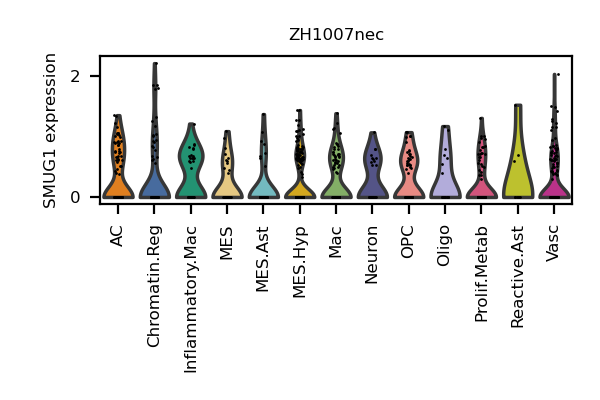 ZH1007nec
SMUG1 expression
2
0
AC
Chromatin.Reg
Inflammatory.Mac
MES
MES.Ast
MES.Hyp
Mac
Neuron
OPC
Oligo
Prolif.Metab
Reactive.Ast
Vasc